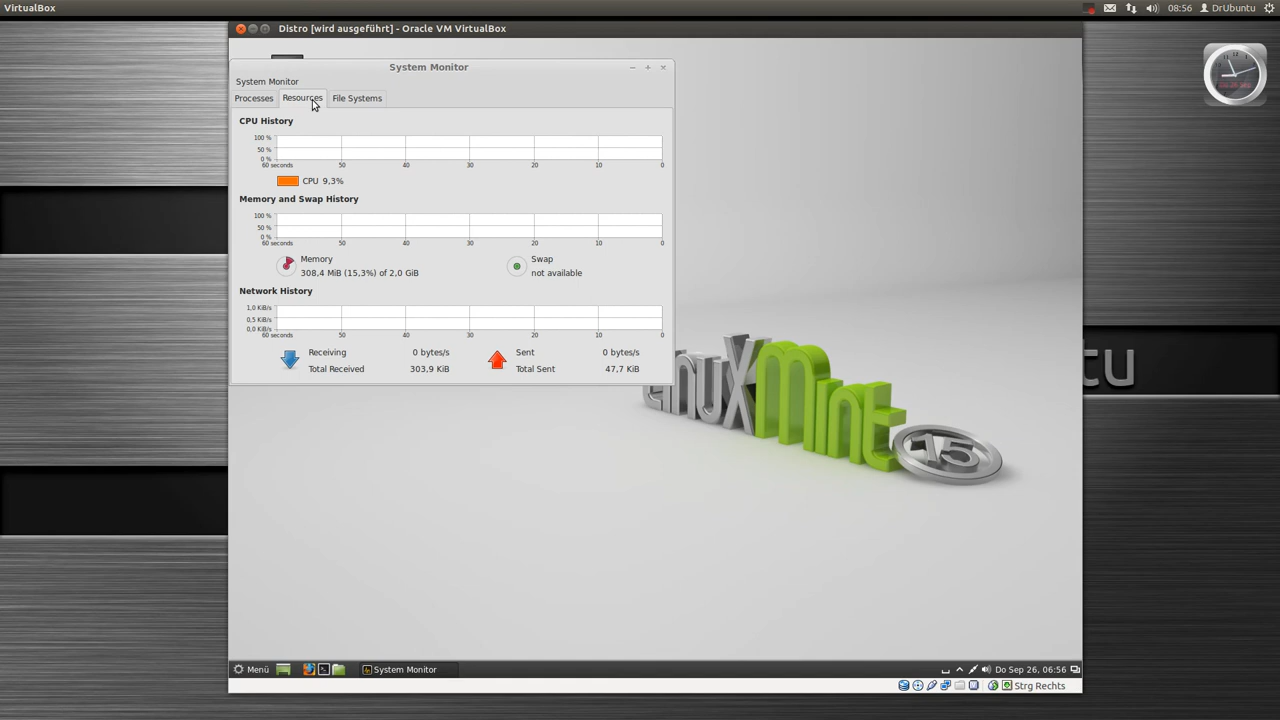 VirtualBox
08:56 DrUbuntu
Distro [wird ausgeführt] - Oracle VM VirtualBox
System Monitor
System Monitor
Processes Resources File Systems
CPU History
100 %
50 %
0 %
60 seconds 50 40 30 20 10 0
CPU 9,3%
Memory and Swap History
100 %
50 %
0 %
60 seconds 50 40 30 20 10 0
Memory
308,4 MiB (15,3%) of 2,0 GiB
Swap
not available
Network History
1,0 KiB/s
0,5 KiB/s
0,0 KiB/s
60 seconds 50 40 30 20 10 0
Receiving 0 bytes/s
Total Received 303,9 KiB
Sent 0 bytes/s
Total Sent 47,7 KiB
LinuxMint 15
tu
Menü System Monitor Do Sep 26, 06:56
Strg Rechts